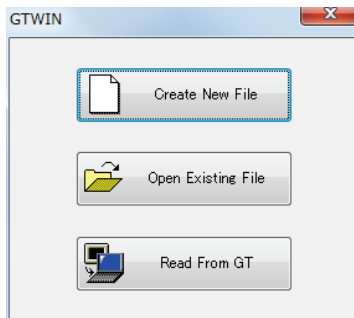 GTWIN
Create New File
Open Existing File
Read From GT